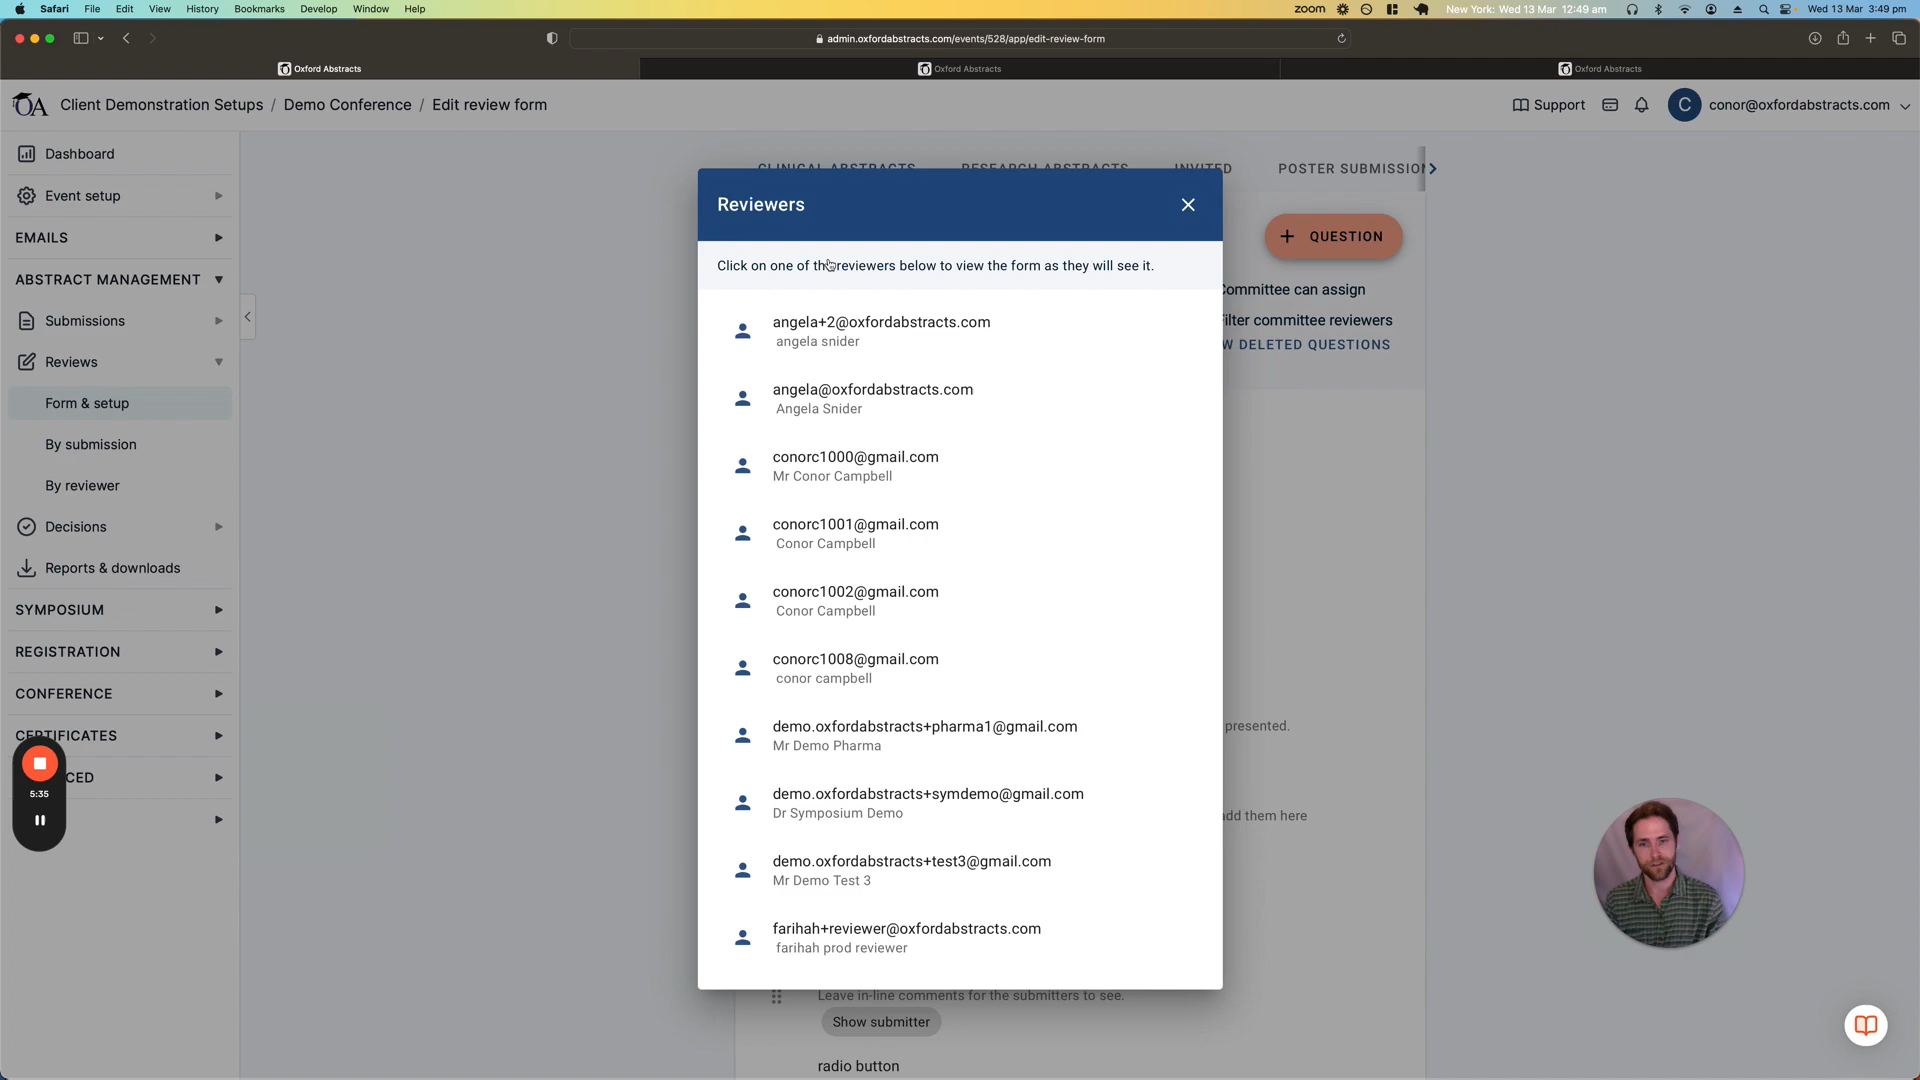 Safari File Edit View History Bookmarks Develop Window Help
zoom New York: Wed 13 Mar 12:49 am Wed 13 Mar 3:49 pm
admin.oxfordabstracts.com/events/528/app/edit-review-form
Oxford Abstracts
Oxford Abstracts
Oxford Abstracts
OA Client Demonstration Setups / Demo Conference / Edit review form
Support
C conor@oxfordabstracts.com
Dashboard
Event setup
EMAILS
ABSTRACT MANAGEMENT
Submissions
Reviews
Form & setup
By submission
By reviewer
Decisions
Reports & downloads
SYMPOSIUM
REGISTRATION
CONFERENCE
CERTIFICATES
CED
5:35
CLINICAL ABSTRACTS RESEARCH ABSTRACTS INVITED POSTER SUBMISSION
+ QUESTION
Committee can assign
Filter committee reviewers
W DELETED QUESTIONS
Reviewers
Click on one of the reviewers below to view the form as they will see it.
angela+2@oxfordabstracts.com
angela snider
angela@oxfordabstracts.com
Angela Snider
conorc1000@gmail.com
Mr Conor Campbell
conorc1001@gmail.com
Conor Campbell
conorc1002@gmail.com
Conor Campbell
conorc1008@gmail.com
conor campbell
demo.oxfordabstracts+pharma1@gmail.com
Mr Demo Pharma
demo.oxfordabstracts+symdemo@gmail.com
Dr Symposium Demo
demo.oxfordabstracts+test3@gmail.com
Mr Demo Test 3
farihah+reviewer@oxfordabstracts.com
farihah prod reviewer
presented.
add them here
Leave in-line comments for the submitters to see.
Show submitter
radio button